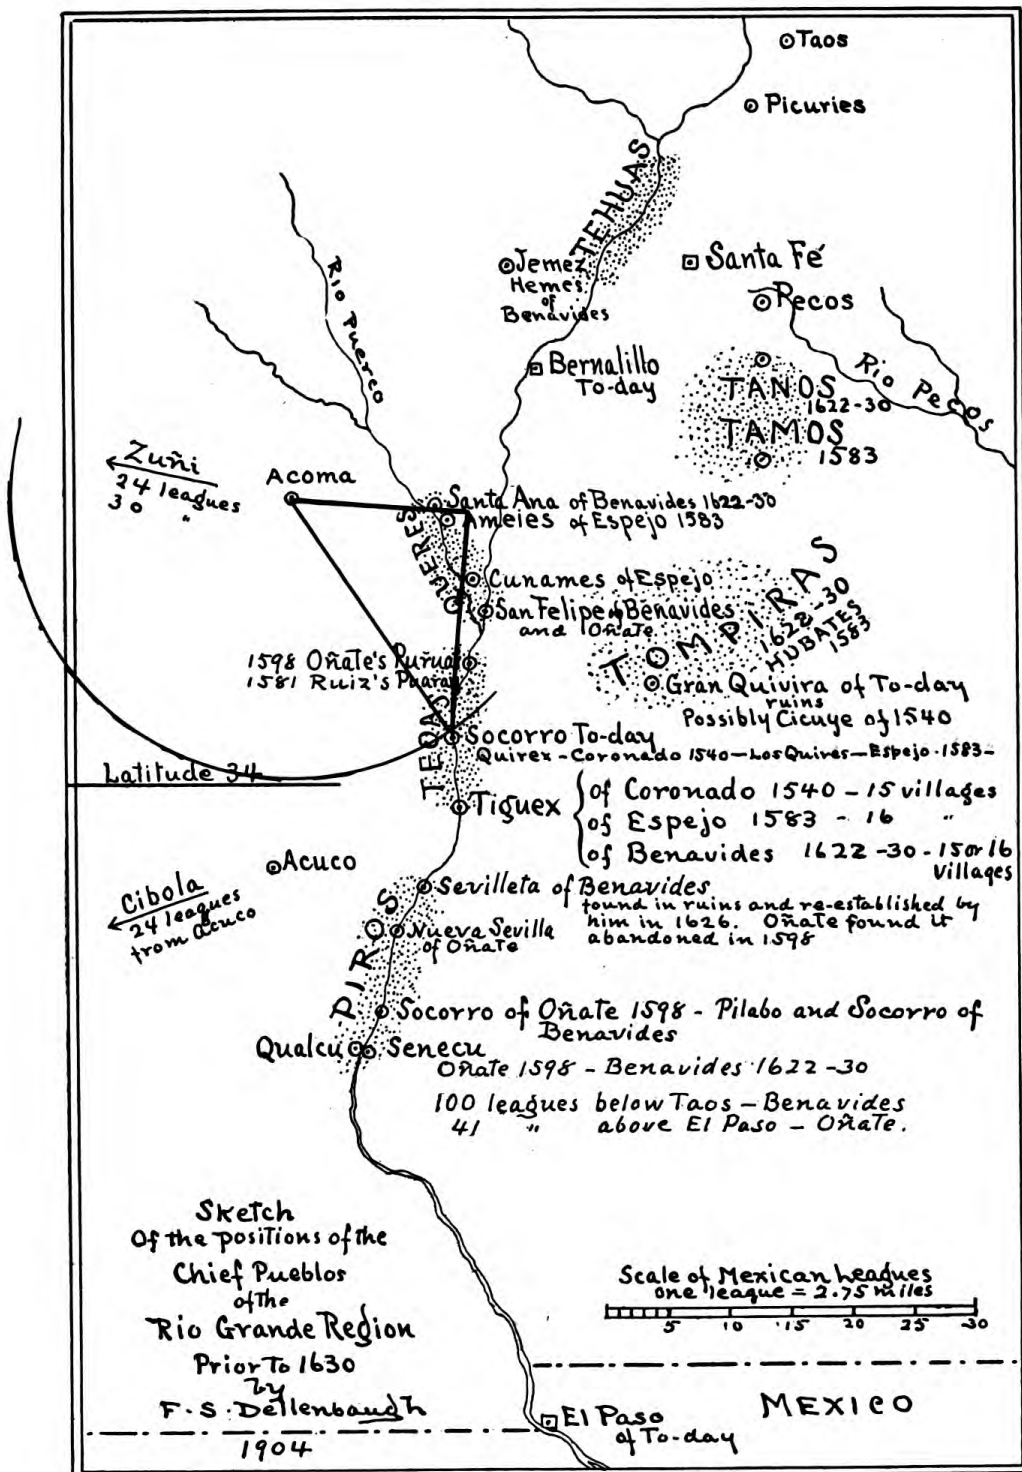 Taos
Picuries
TEHUAS
Jemez
Hemes
of
Benavides
Santa Fé
Pecos
Rio Puerco
Bernalillo
To-day
Rio Pecos
TANOS
1622-30
TAMOS
1583
Zuñi
24 leagues
30 "
Acoma
Santa Ana of Benavides 1622-30
Ameies of Espejo 1583
QUERES
Cunames of Espejo
San Felipe of Benavides
and Oñate
TOMPIRAS
1622-30
HUBATES
1583
1598 Oñate's Puruai
1581 Ruiz's Puaray
Gran Quivira of To-day
ruins
Possibly Cicuye of 1540
TEOAS
Socorro To-day
Quirex - Coronado 1540 - Los Quires - Espejo - 1583 -
Latitude 34
Tiguex
of Coronado 1540 - 15 villages
of Espejo 1583 - 16 "
of Benavides 1622-30 - 15 or 16
villages
Acuco
Cibola
24 leagues
from Acuco
PIROS
Sevilleta of Benavides
found in ruins and re-established by
him in 1626. Oñate found it
abandoned in 1598
Nueva Sevilla
of Oñate
Socorro of Oñate 1598 - Pilabo and Socorro of
Benavides
Qualcu
Senecu
Oñate 1598 - Benavides 1622-30
100 leagues below Taos - Benavides
41 " above El Paso - Oñate.
Sketch
Of the positions of the
Chief Pueblos
of the
Rio Grande Region
Prior To 1630
by
F. S. Dellenbaugh
1904
Scale of Mexican Leagues
one league = 2.75 miles
5 10 15 20 25 30
MEXICO
El Paso
of To-day